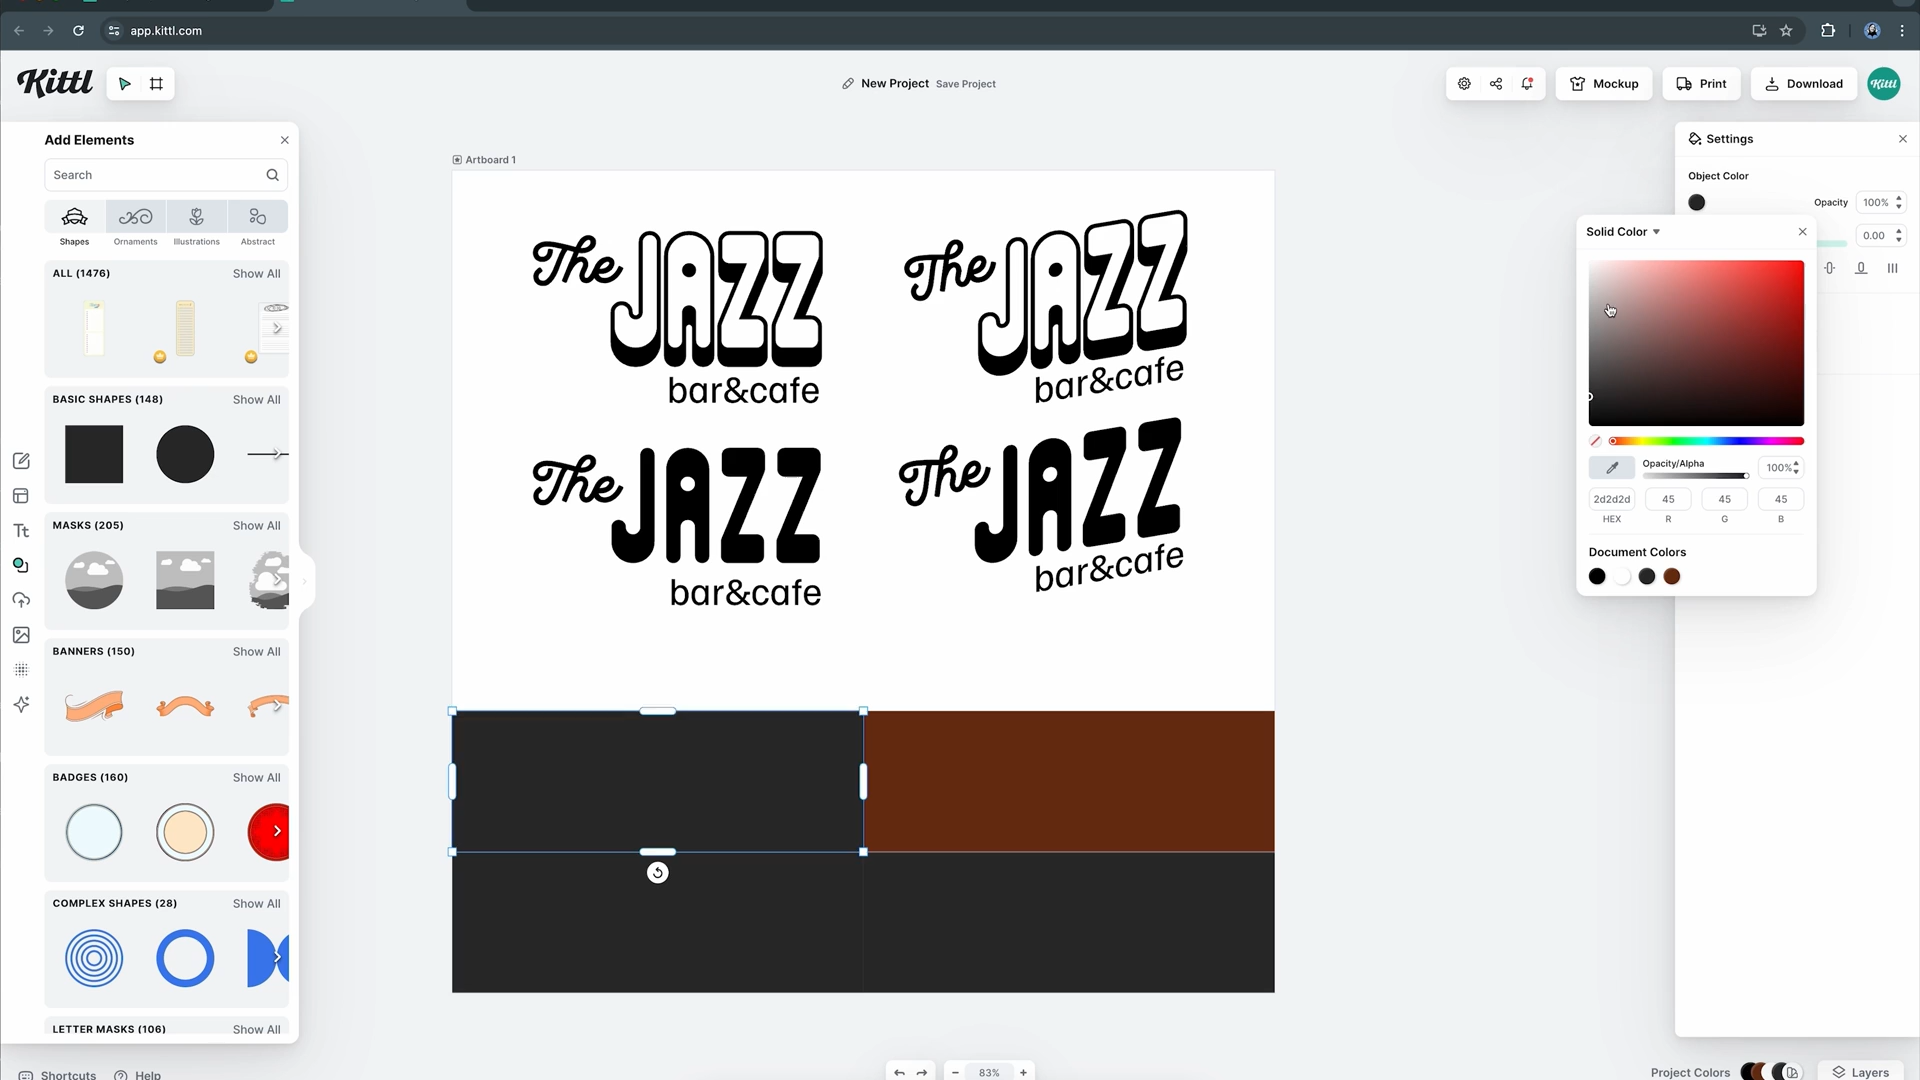 app.kittl.com
Kittl
New Project Save Project
Mockup
Print
Download
Kittl
Add Elements
Search
Shapes
Ornaments
Illustrations
Abstract
ALL (1476)
Show All
BASIC SHAPES (148)
Show All
MASKS (205)
Show All
BANNERS (150)
Show All
BADGES (160)
Show All
COMPLEX SHAPES (28)
Show All
LETTER MASKS (106)
Show All
Tt
Artboard 1
The JAZZ
bar&cafe
The JAZZ
bar&cafe
The JAZZ
bar&cafe
The JAZZ
bar&cafe
Settings
Object Color
Opacity 100%
0.00
Solid Color
Opacity/Alpha
100%
2d2d2d 45 45 45
HEX R G B
Document Colors
Shortcuts
Help
83%
Project Colors
Layers